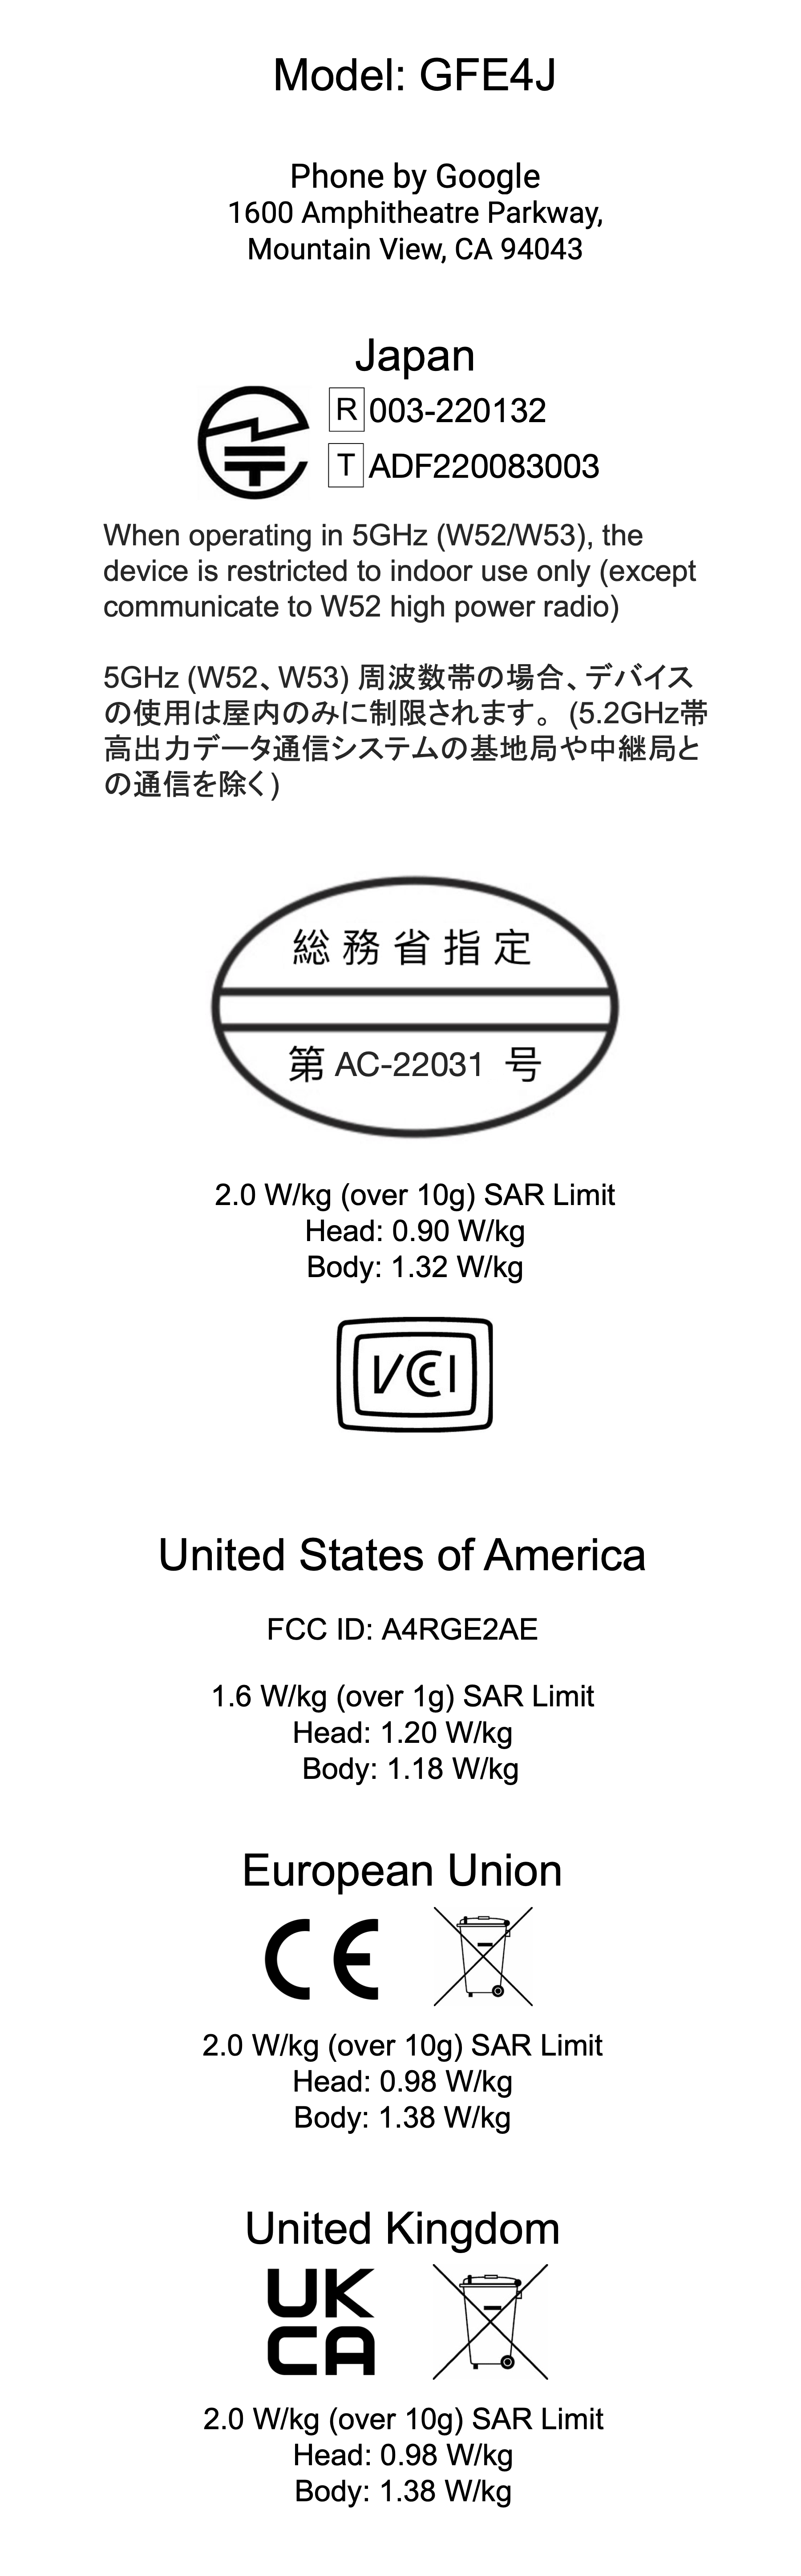 Model: GFE4J
Phone by Google
1600 Amphitheatre Parkway,
Mountain View, CA 94043
Japan
R 003-220132
T ADF220083003
When operating in 5GHz (W52/W53), the
device is restricted to indoor use only (except
communicate to W52 high power radio)
5GHz (W52、W53) 周波数帯の場合、デバイス
の使用は屋内のみに制限されます。 (5.2GHz帯
高出力データ通信システムの基地局や中継局と
の通信を除く)
総務省指定
第 AC-22031 号
2.0 W/kg (over 10g) SAR Limit
Head: 0.90 W/kg
Body: 1.32 W/kg
VCCI
United States of America
FCC ID: A4RGE2AE
1.6 W/kg (over 1g) SAR Limit
Head: 1.20 W/kg
Body: 1.18 W/kg
European Union
CE
2.0 W/kg (over 10g) SAR Limit
Head: 0.98 W/kg
Body: 1.38 W/kg
United Kingdom
UK
CA
2.0 W/kg (over 10g) SAR Limit
Head: 0.98 W/kg
Body: 1.38 W/kg